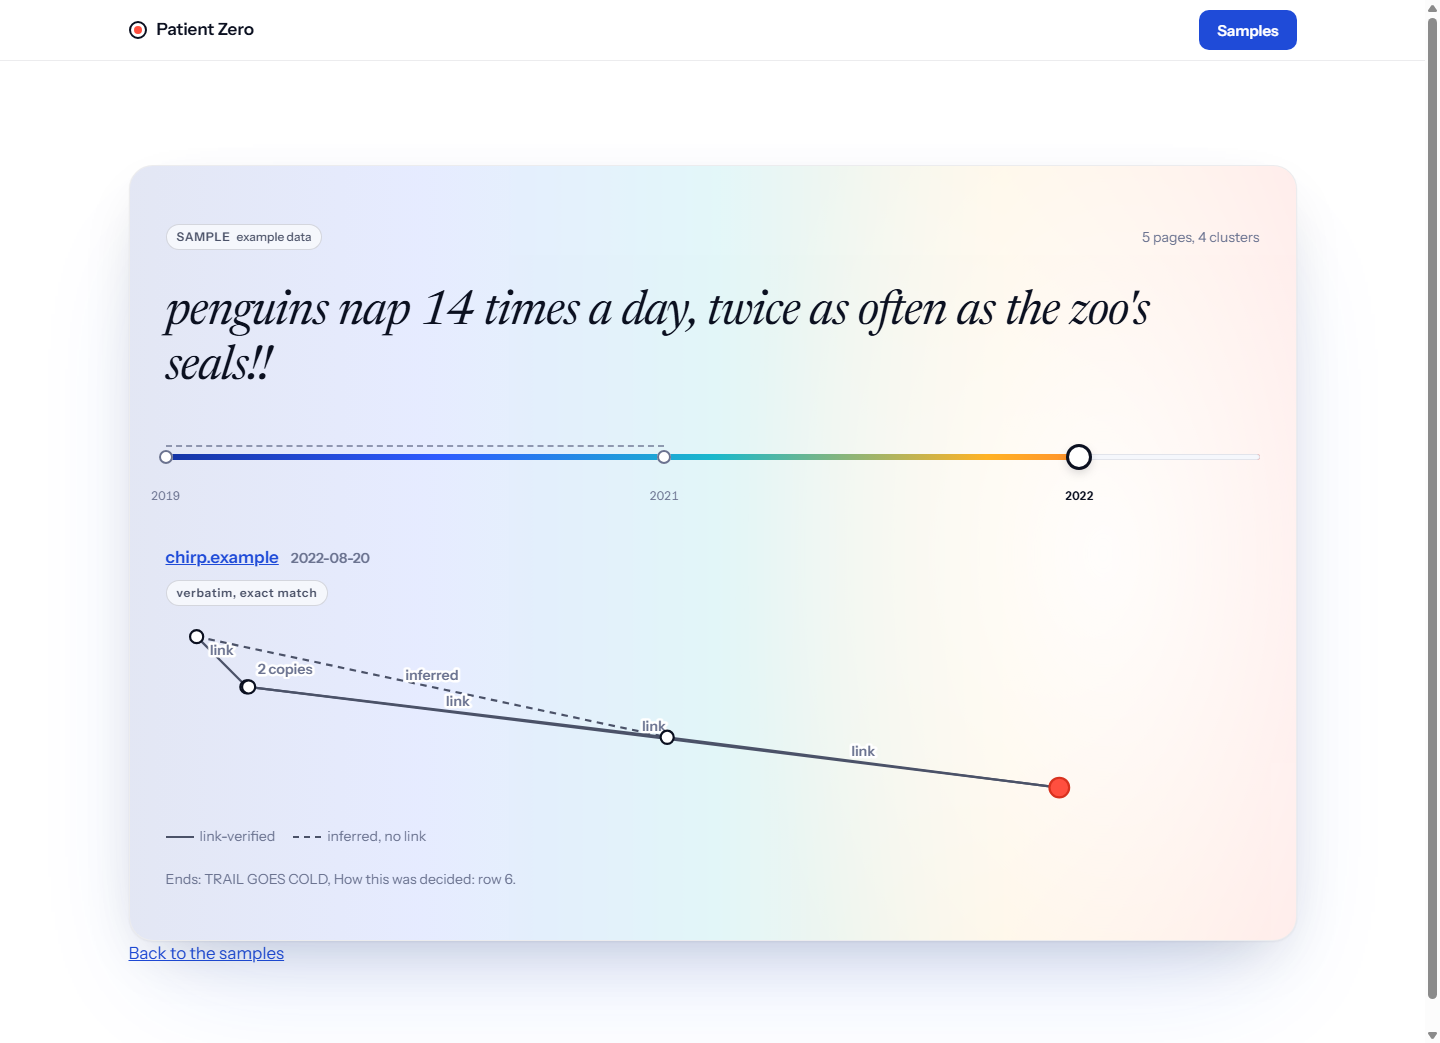 Patient Zero
Samples
SAMPLE example data
5 pages, 4 clusters
penguins nap 14 times a day, twice as often as the zoo's
seals!!
2019
2021
2022
chirp.example 2022-08-20
verbatim, exact match
link
2 copies
inferred
link
link
link
link-verified
inferred, no link
Ends: TRAIL GOES COLD, How this was decided: row 6.
Back to the samples